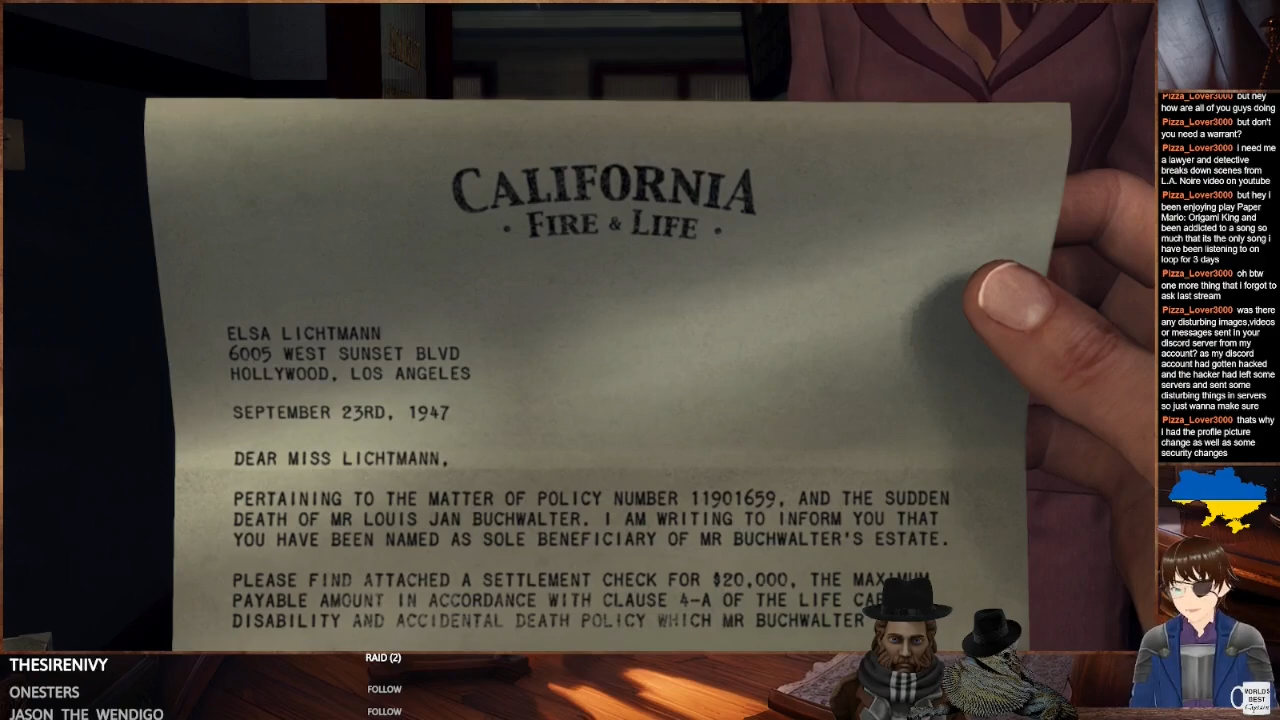 CALIFORNIA
· FIRE & LIFE ·
ELSA LICHTMANN
6005 WEST SUNSET BLVD
HOLLYWOOD, LOS ANGELES
SEPTEMBER 23RD, 1947
DEAR MISS LICHTMANN,
PERTAINING TO THE MATTER OF POLICY NUMBER 11901659, AND THE SUDDEN
DEATH OF MR LOUIS JAN BUCHWALTER. I AM WRITING TO INFORM YOU THAT
YOU HAVE BEEN NAMED AS SOLE BENEFICIARY OF MR BUCHWALTER'S ESTATE.
PLEASE FIND ATTACHED A SETTLEMENT CHECK FOR $20,000, THE MAXIMUM
PAYABLE AMOUNT IN ACCORDANCE WITH CLAUSE 4-A OF THE LIFE
DISABILITY AND ACCIDENTAL DEATH POLICY WHICH MR BUCHWALTER
Pizza_Lover3000 but hey
how are all of you guys doing
Pizza_Lover3000 but don't
you need a warrant?
Pizza_Lover3000 i need me
a lawyer and detective
breaks down scenes from
L.A. Noire video on youtube
Pizza_Lover3000 but hey i
been enjoying play Paper
Mario: Origami King and
been addicted to a song so
much that its the only song i
have been listening to on
loop for 3 days
Pizza_Lover3000 oh btw
one more thing that i forgot to
ask last stream
Pizza_Lover3000 was there
any disturbing images,videos
or messages sent in your
discord server from my
account? as my discord
account had gotten hacked
and the hacker had left some
servers and sent some
disturbing things in servers
so just wanna make sure
Pizza_Lover3000 thats why
i had the profile picture
change as well as some
security changes
THESIRENIVY
RAID (2)
ONESTERS
FOLLOW
JASON_THE_WENDIGO
FOLLOW
WORLD'S
BEST
Captain